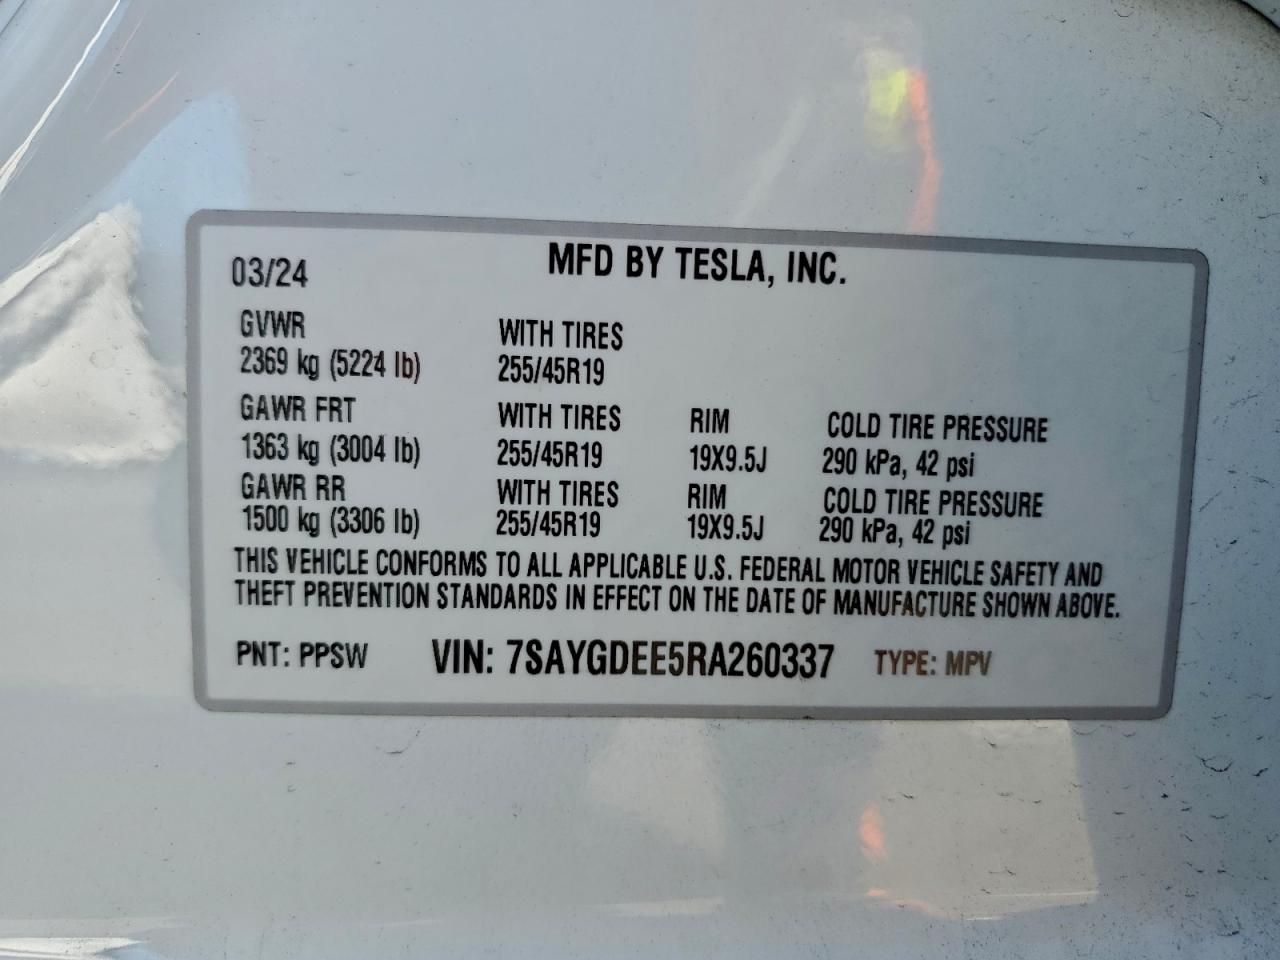 03/24 MFD BY TESLA, INC.
GVWR WITH TIRES
2369 kg (5224 lb) 255/45R19
GAWR FRT WITH TIRES RIM COLD TIRE PRESSURE
1363 kg (3004 lb) 255/45R19 19X9.5J 290 kPa, 42 psi
GAWR RR WITH TIRES RIM COLD TIRE PRESSURE
1500 kg (3306 lb) 255/45R19 19X9.5J 290 kPa, 42 psi
THIS VEHICLE CONFORMS TO ALL APPLICABLE U.S. FEDERAL MOTOR VEHICLE SAFETY AND
THEFT PREVENTION STANDARDS IN EFFECT ON THE DATE OF MANUFACTURE SHOWN ABOVE.
PNT: PPSW VIN: 7SAYGDEE5RA260337 TYPE: MPV